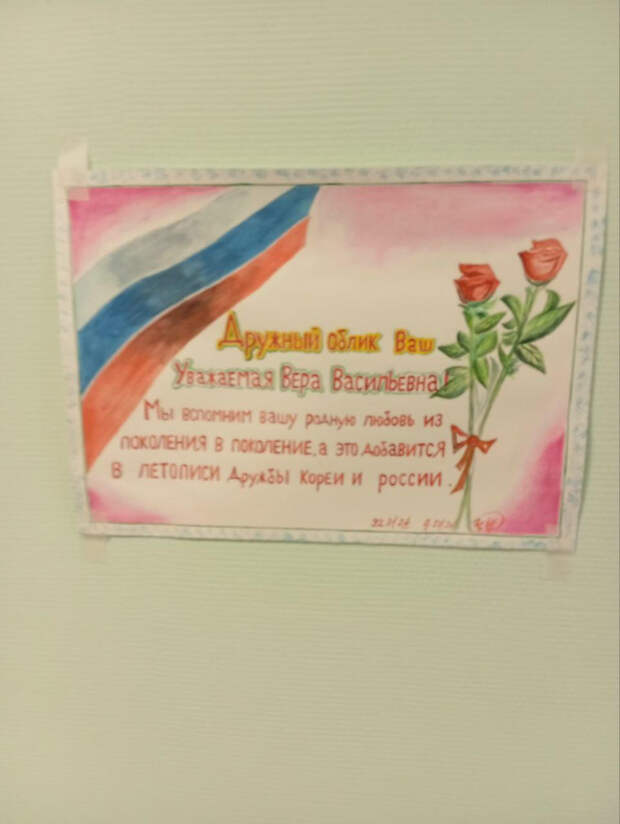 Дружный облик Ваш
Уважаемая Вера Васильевна!
Мы вспомним вашу родную любовь из
поколения в поколение, а это добавится
в летописи Дружбы Кореи и россии.